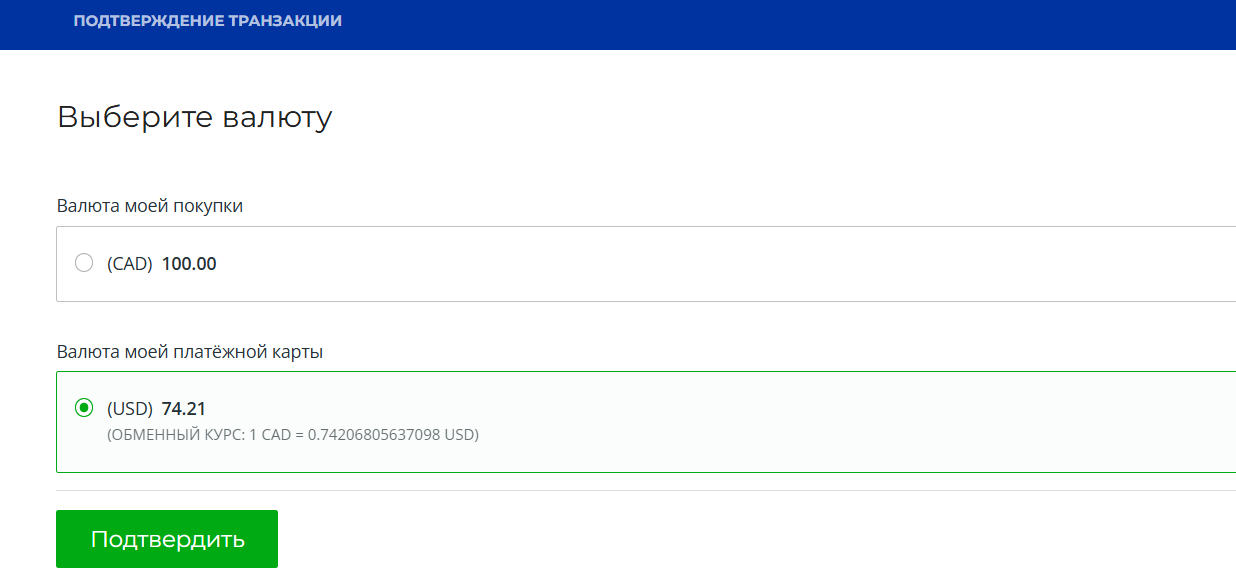 ПОДТВЕРЖДЕНИЕ ТРАНЗАКЦИИ
Выберите валюту
Валюта моей покупки
(CAD) 100.00
Валюта моей платёжной карты
(USD) 74.21
(ОБМЕННЫЙ КУРС: 1 CAD = 0.74206805637098 USD)
Подтвердить